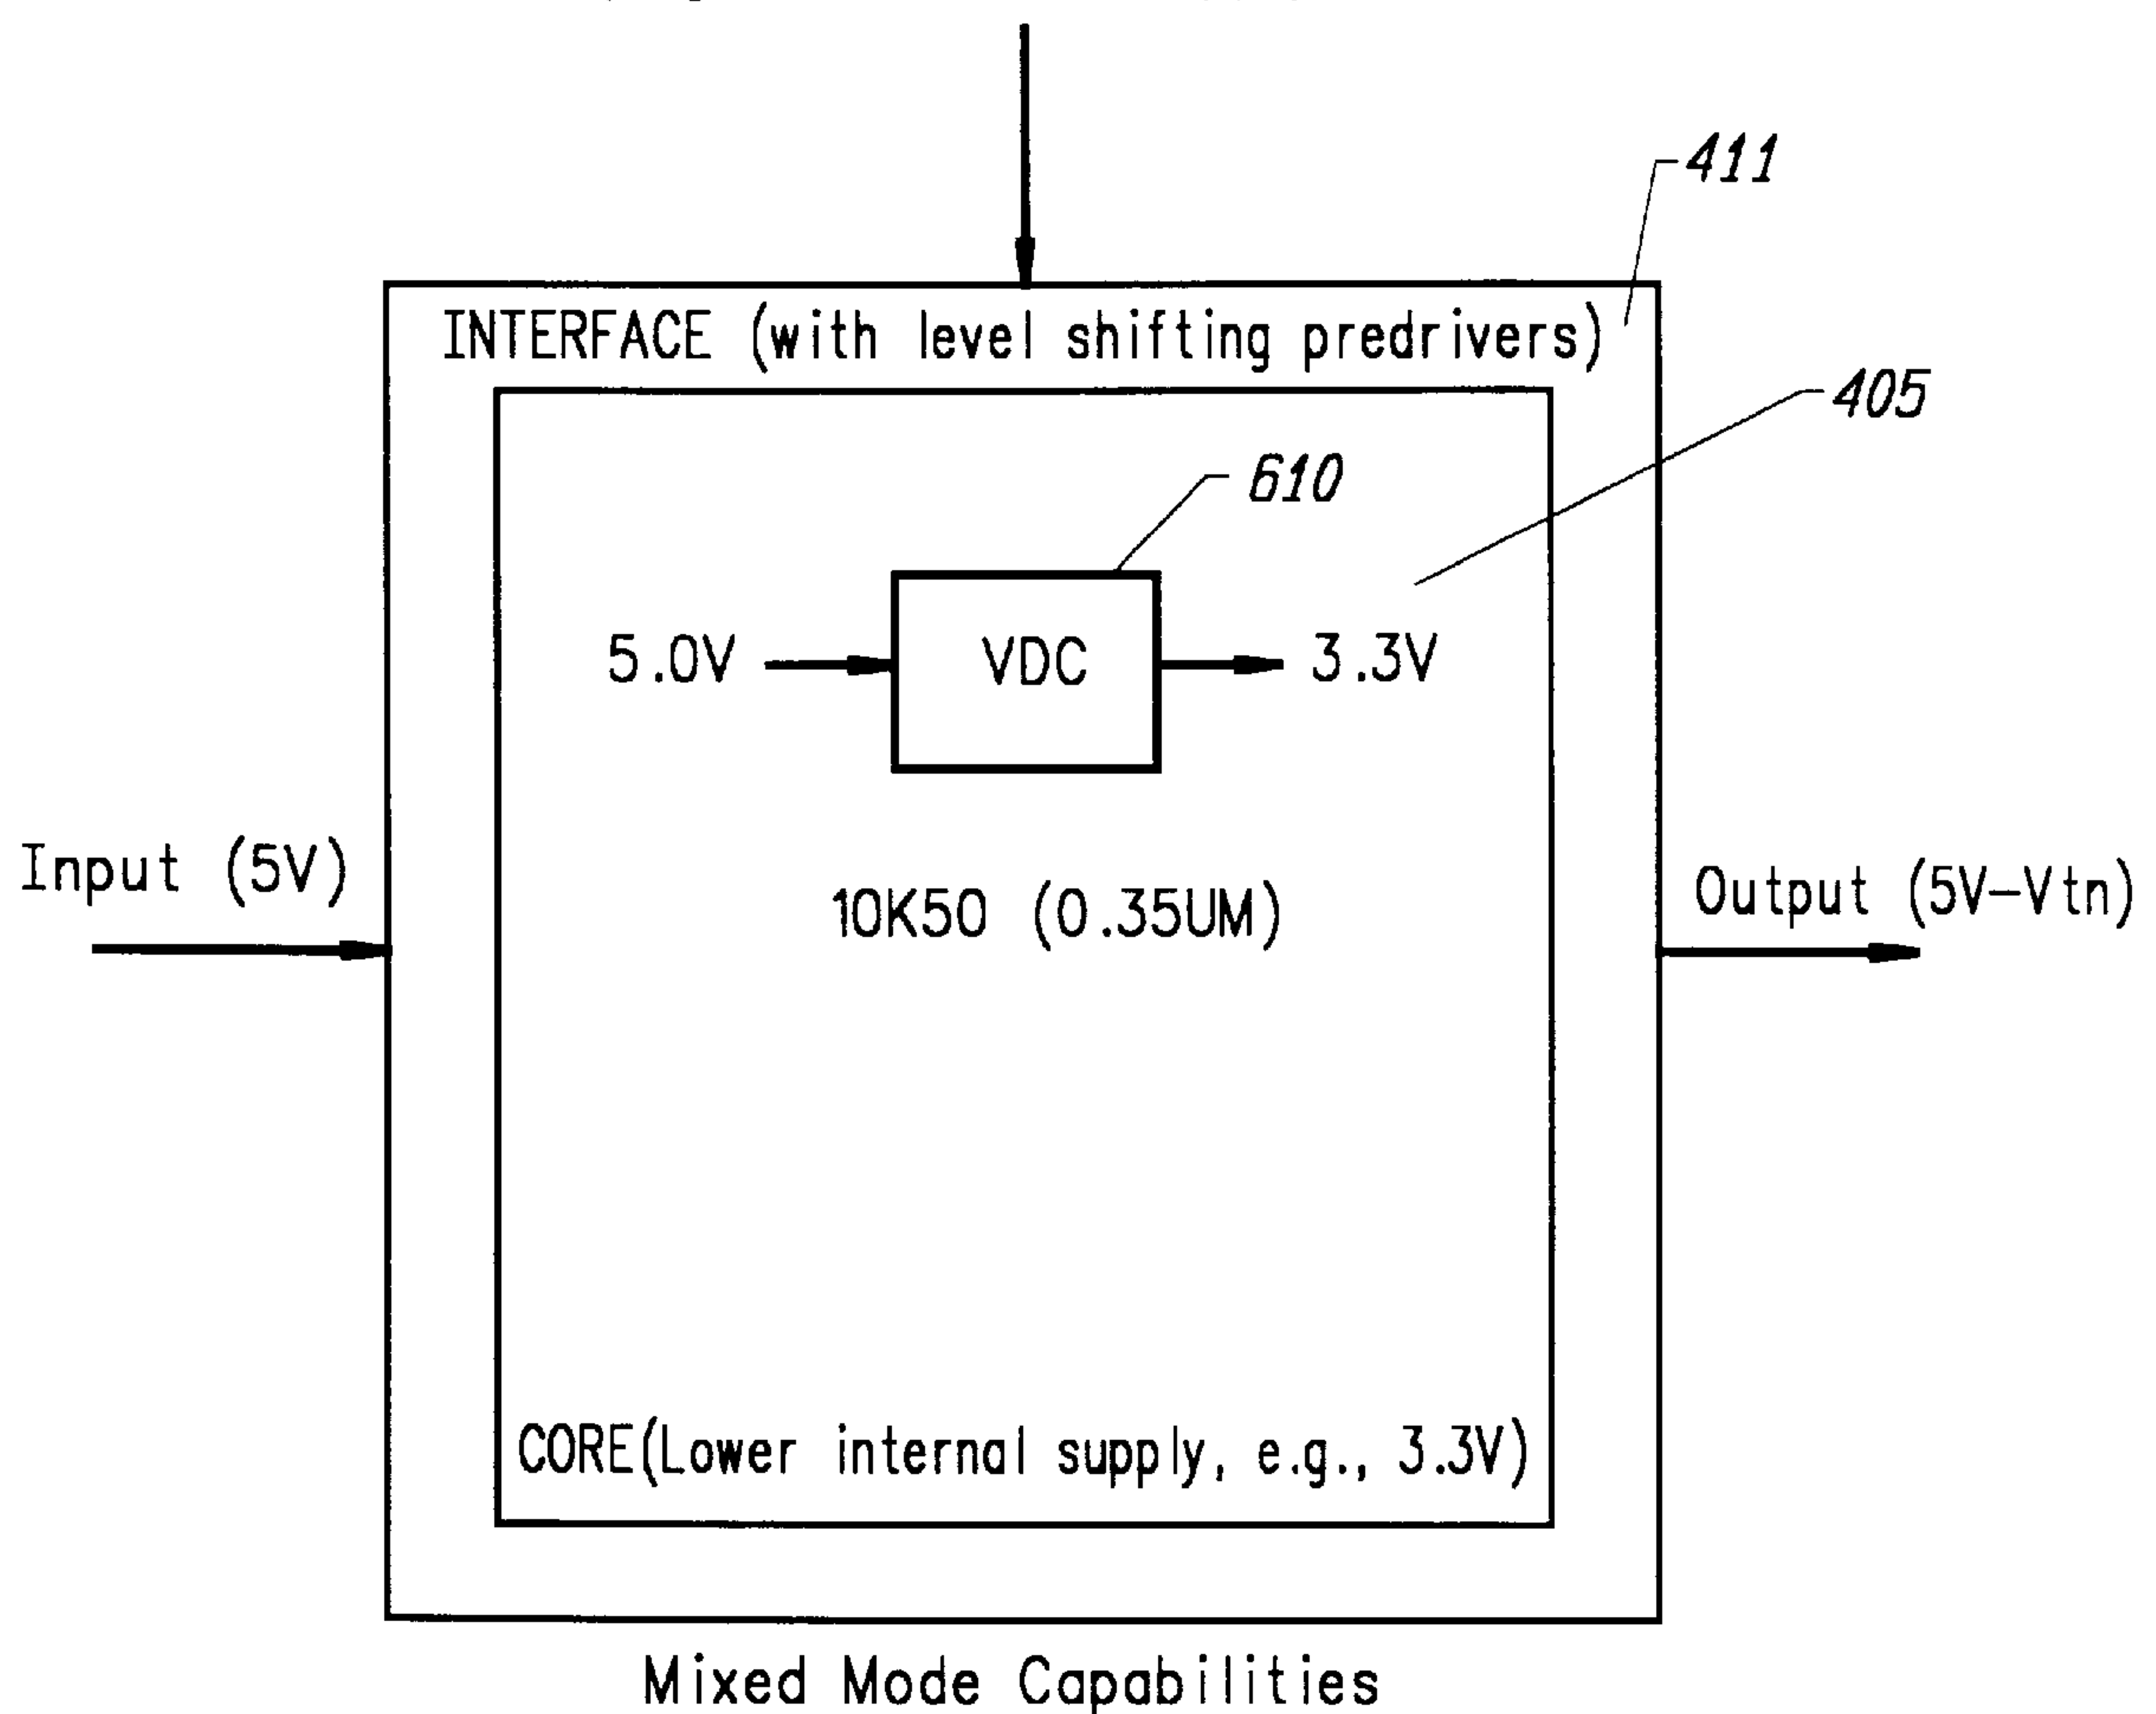 411
INTERFACE (with level shifting predrivers)
405
610
5.0V
VDC
3.3V
Input (5V)
10K50 (0.35UM)
Output (5V-Vtn)
CORE(Lower internal supply, e.g., 3.3V)
Mixed Mode Capabilities